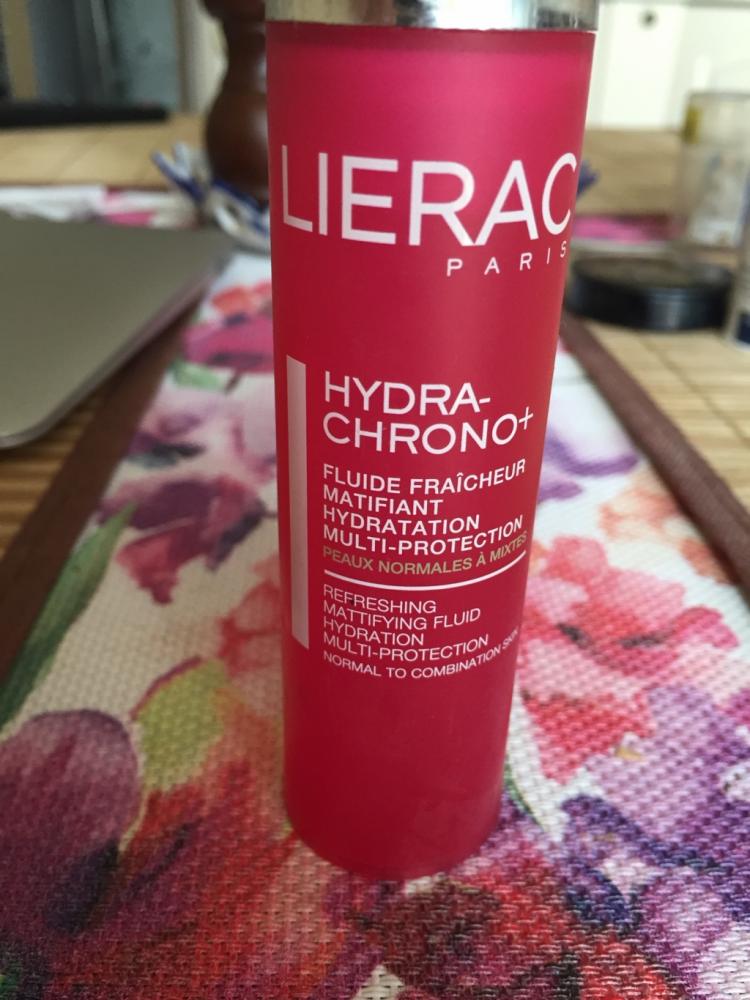 LIERAC
PARIS
HYDRA-
CHRONO+
FLUIDE FRAÎCHEUR
MATIFIANT
HYDRATATION
MULTI-PROTECTION
PEAUX NORMALES À MIXTES
REFRESHING
MATTIFYING FLUID
HYDRATION
MULTI-PROTECTION
NORMAL TO COMBINATION SKIN